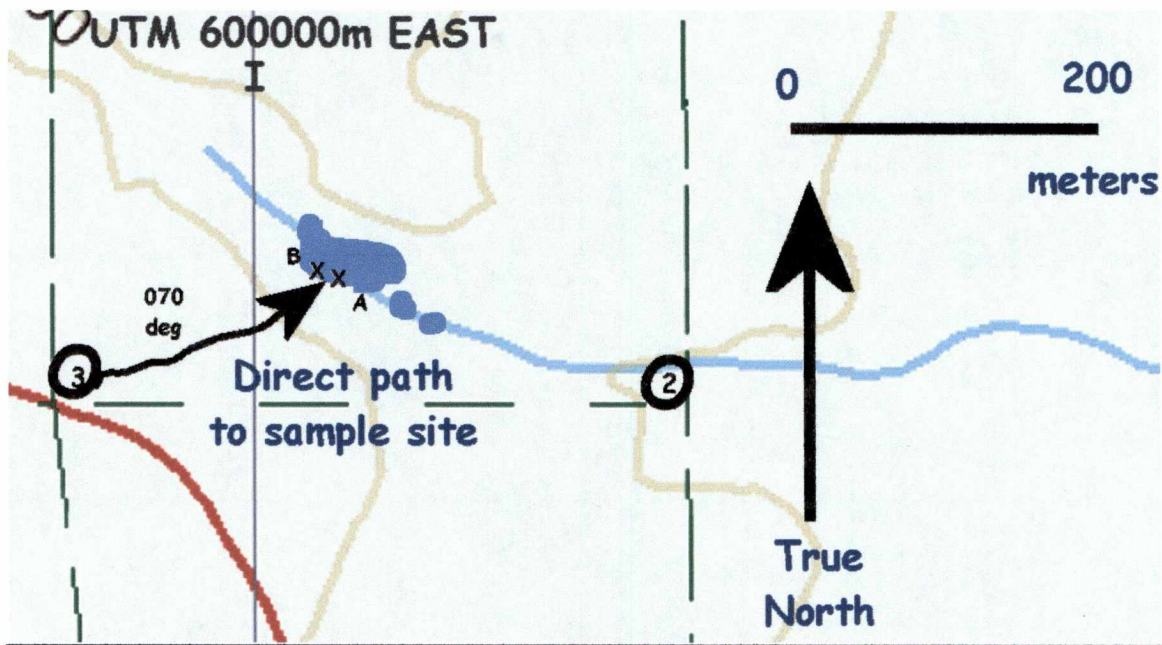 UTM 600000m EAST
I
0 200
meters
B
X X
A
070
deg
3
2
Direct path
to sample site
True
North